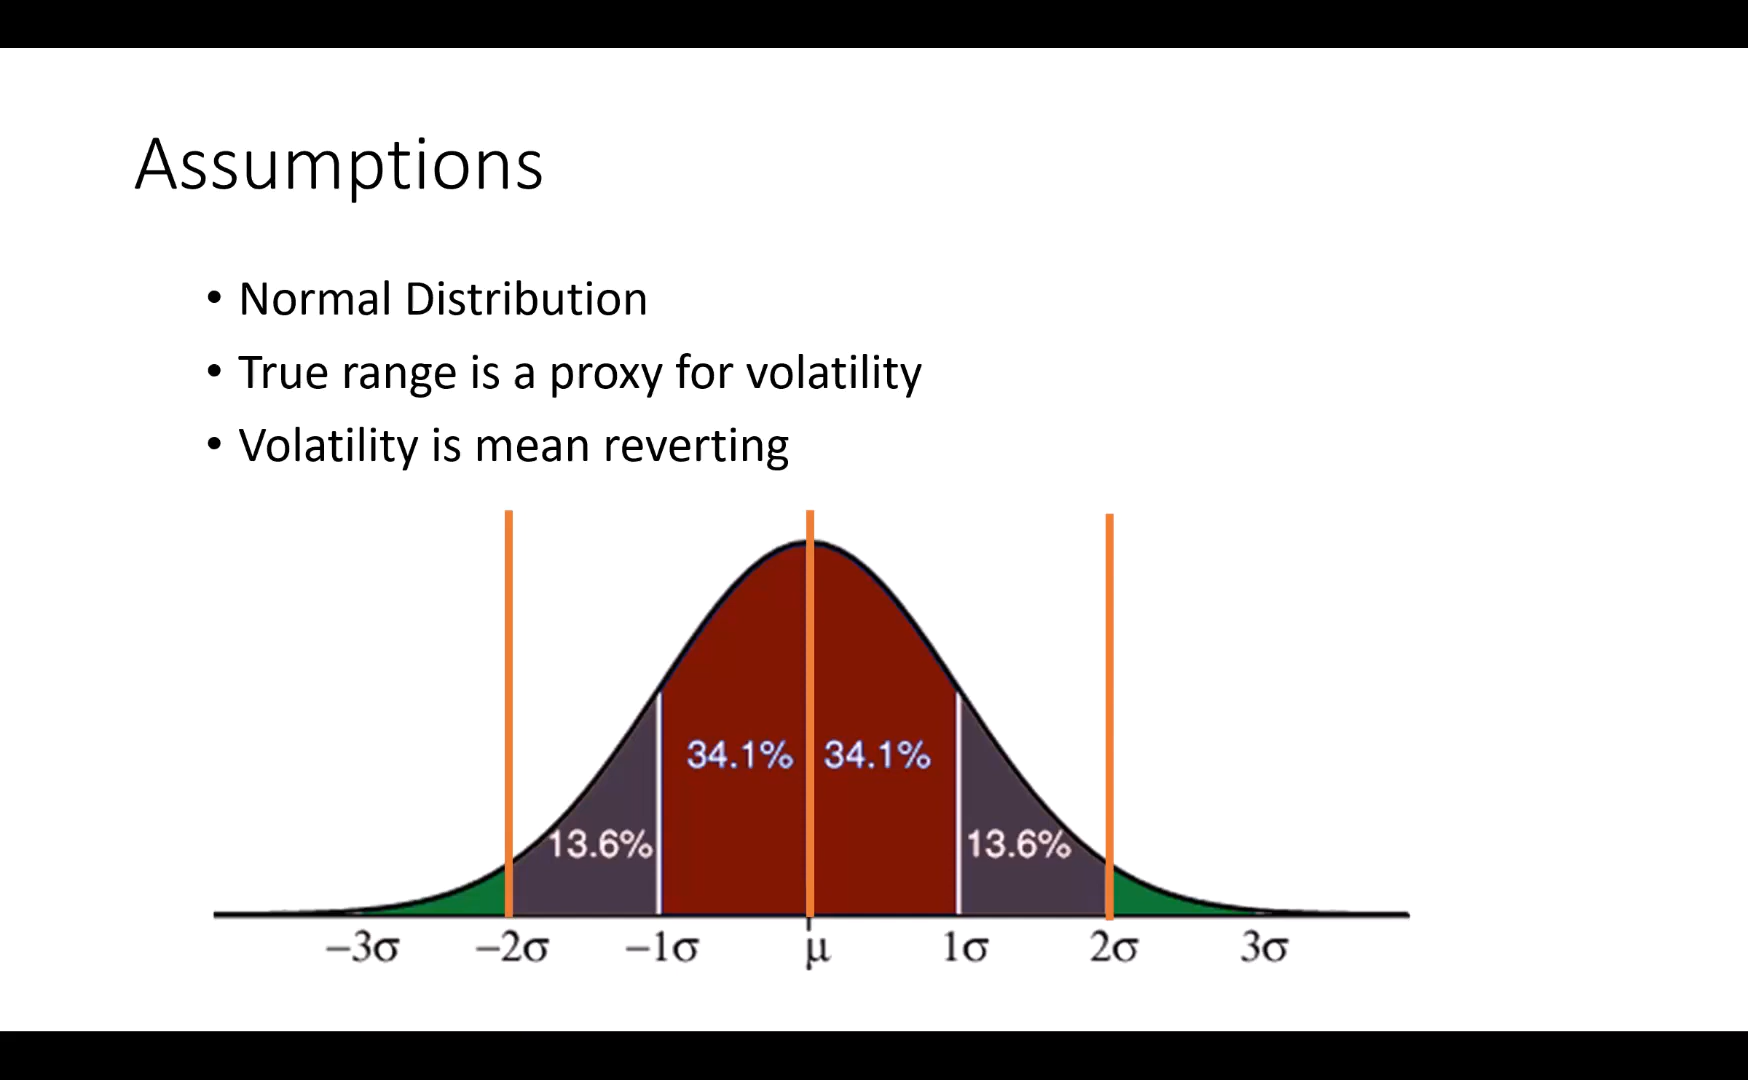 Assumptions
• Normal Distribution
• True range is a proxy for volatility
• Volatility is mean reverting
34.1% 34.1%
13.6% 13.6%
−3σ −2σ −1σ μ 1σ 2σ 3σ